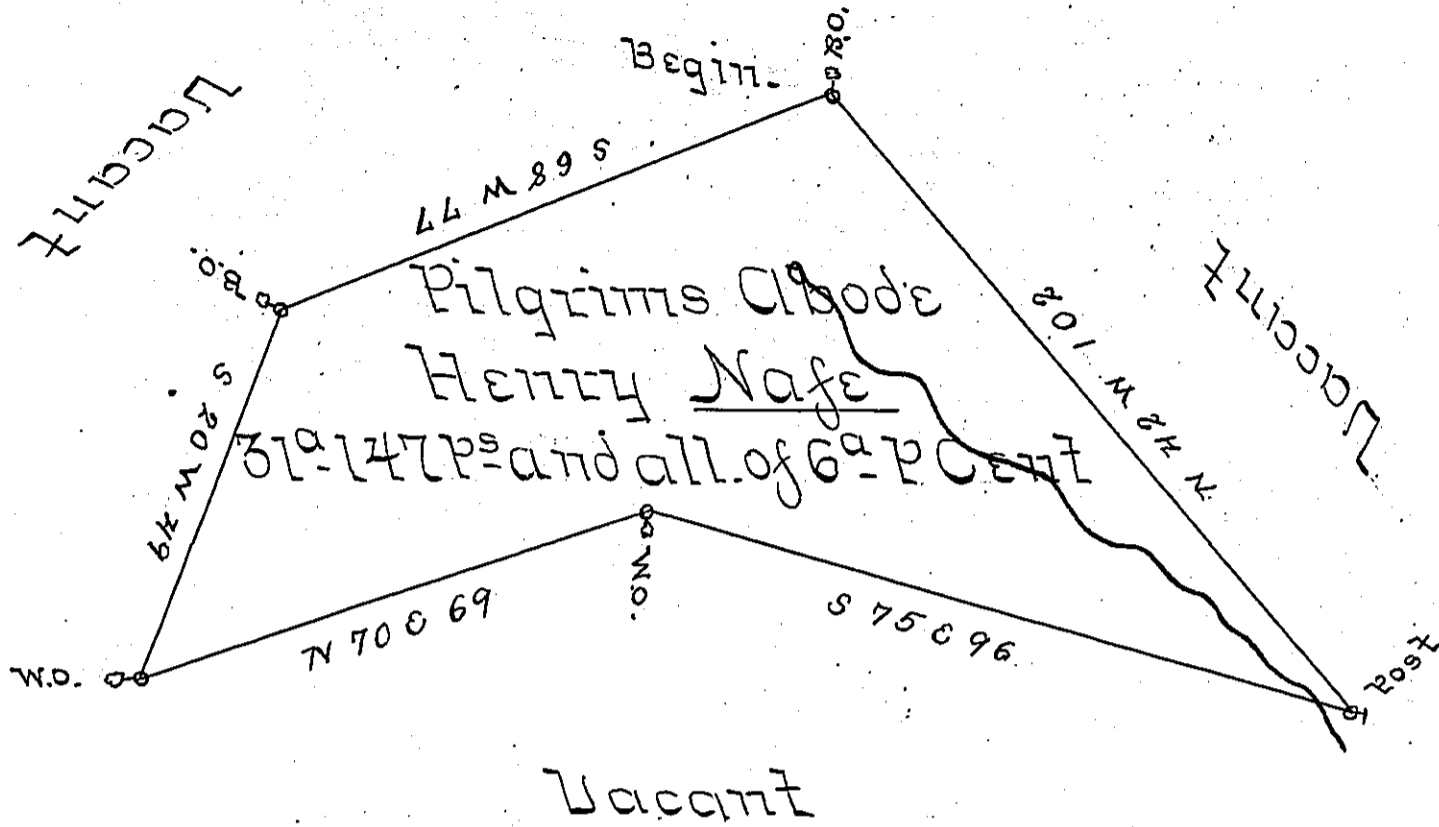 Begin.
R.O.
Vacant
S 68 W 77
B.O.
Pilgrims Abode
Vacant
N 42 W 102
Henry Nafe
S 20 W 49
31a-147Ps and all of 6a P Cent
W.O.
N 70 E 69
S 75 E 96
W.O.
Post
Vacant